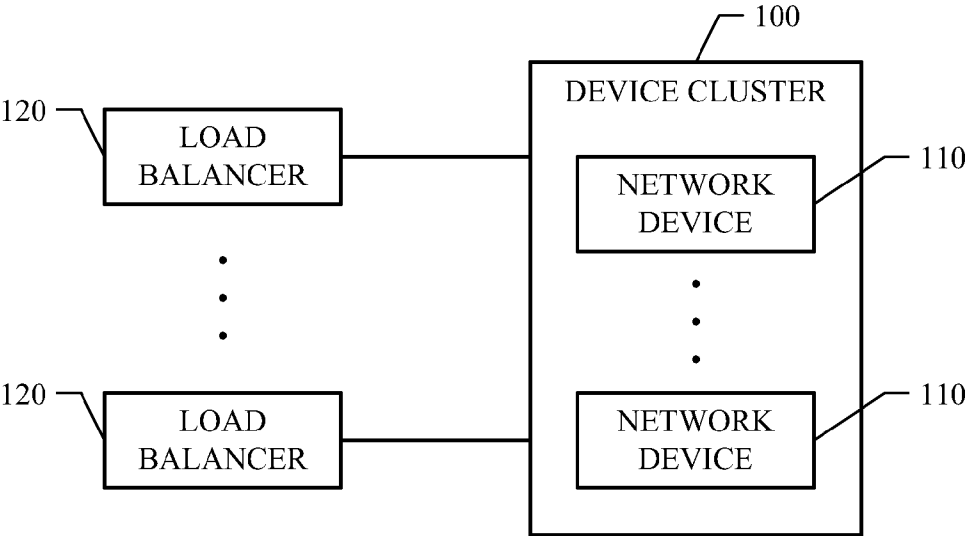 100
DEVICE CLUSTER
120
LOAD
BALANCER
NETWORK
DEVICE
110
120
LOAD
BALANCER
NETWORK
DEVICE
110